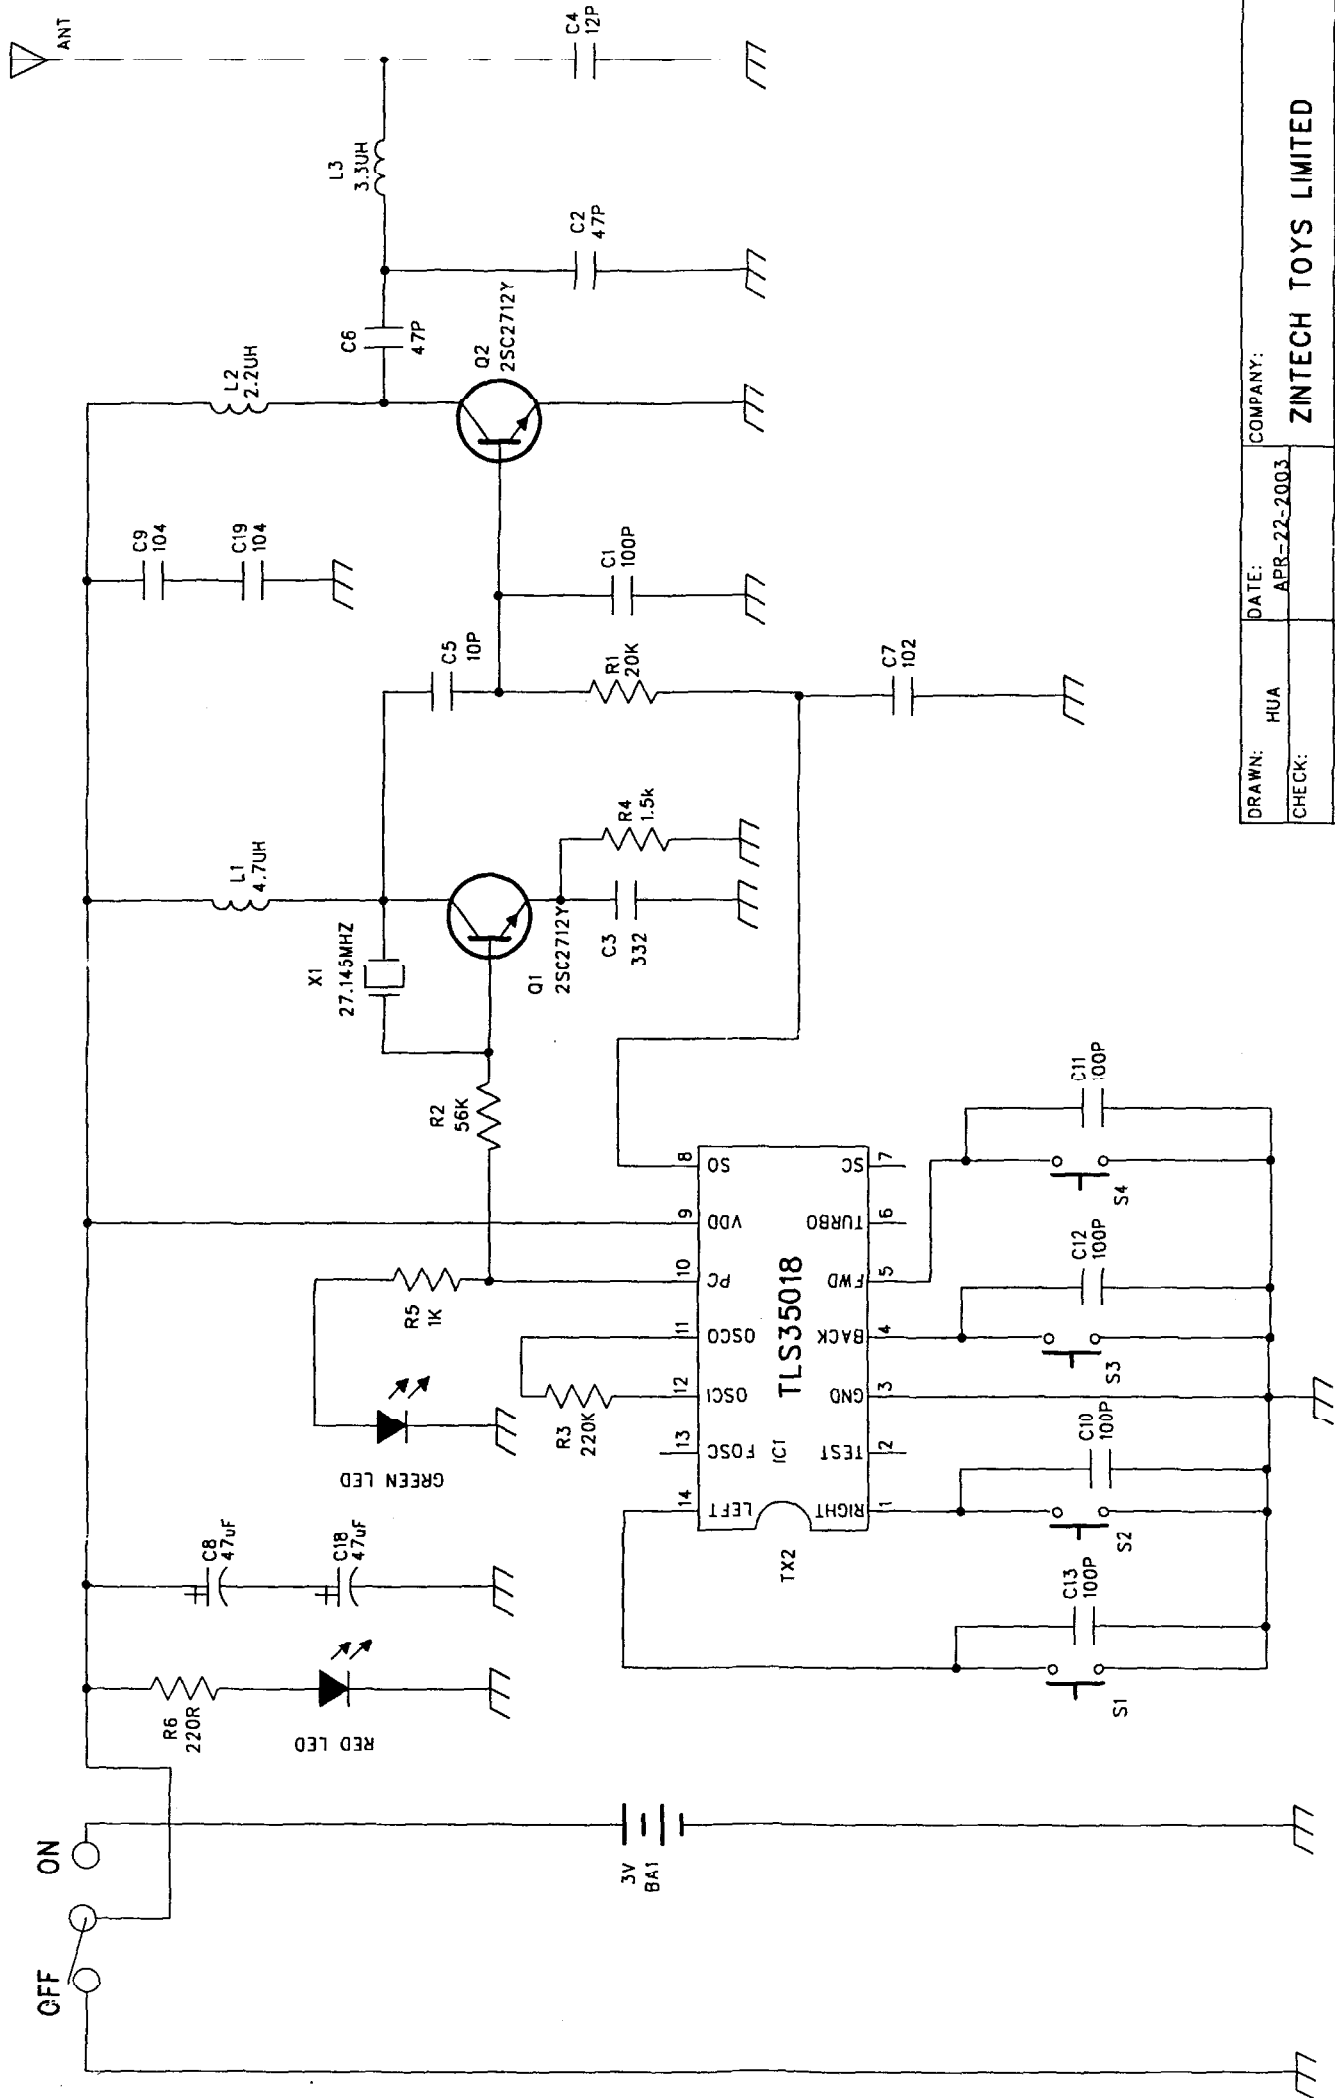 OFF
ON
3V
BA1
R6
220R
RED LED
C8
47uF
C18
47uF
GREEN LED
R5
1K
R3
220K
R2
56K
X1
27.145MHZ
L1
4.7UH
Q1
2SC2712Y
C3
332
R4
1.5k
C5
10P
R1
20K
C7
102
C9
104
C19
104
C1
100P
L2
2.2UH
Q2
2SC2712Y
C6
47P
C2
47P
L3
3.3UH
C4
12P
ANT
TX2
IC1
TLS35018
14 LEFT
13 FOSC
12 OSCI
11 OSCO
10 PC
9 VDD
8 SO
RIGHT 1
TEST 2
GND 3
BACK 4
FWD 5
TURBO 6
SC 7
S1
C13
100P
S2
C10
100P
S3
C12
100P
S4
C11
100P
DRAWN: HUA
DATE: APR-22-2003
COMPANY:
ZINTECH TOYS LIMITED
CHECK: